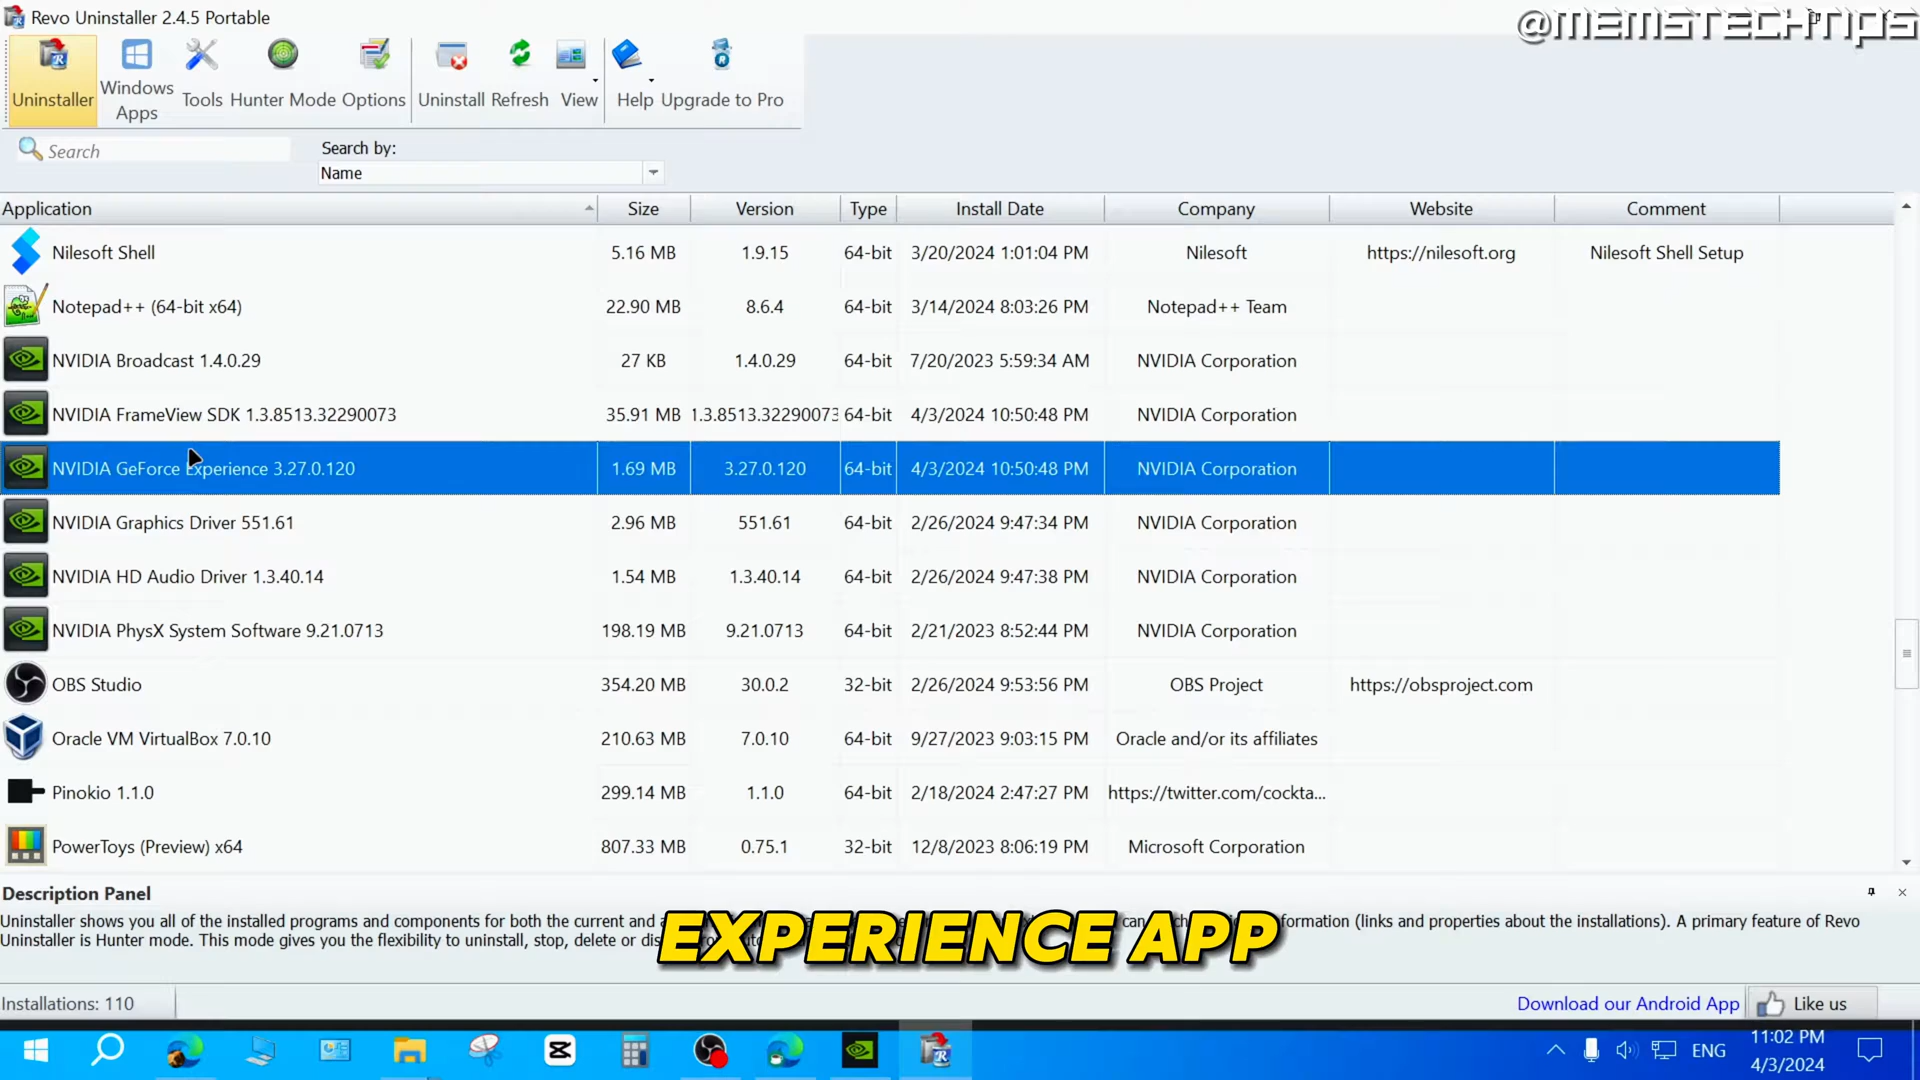 Revo Uninstaller 2.4.5 Portable
@MEMSTECHTIPS
Uninstaller
Windows Apps
Tools
Hunter Mode
Options
Uninstall
Refresh
View
Help
Upgrade to Pro
Search
Search by:
Name
Application Size Version Type Install Date Company Website Comment
Nilesoft Shell 5.16 MB 1.9.15 64-bit 3/20/2024 1:01:04 PM Nilesoft https://nilesoft.org Nilesoft Shell Setup
Notepad++ (64-bit x64) 22.90 MB 8.6.4 64-bit 3/14/2024 8:03:26 PM Notepad++ Team
NVIDIA Broadcast 1.4.0.29 27 KB 1.4.0.29 64-bit 7/20/2023 5:59:34 AM NVIDIA Corporation
NVIDIA FrameView SDK 1.3.8513.32290073 35.91 MB 1.3.8513.32290073 64-bit 4/3/2024 10:50:48 PM NVIDIA Corporation
NVIDIA GeForce Experience 3.27.0.120 1.69 MB 3.27.0.120 64-bit 4/3/2024 10:50:48 PM NVIDIA Corporation
NVIDIA Graphics Driver 551.61 2.96 MB 551.61 64-bit 2/26/2024 9:47:34 PM NVIDIA Corporation
NVIDIA HD Audio Driver 1.3.40.14 1.54 MB 1.3.40.14 64-bit 2/26/2024 9:47:38 PM NVIDIA Corporation
NVIDIA PhysX System Software 9.21.0713 198.19 MB 9.21.0713 64-bit 2/21/2023 8:52:44 PM NVIDIA Corporation
OBS Studio 354.20 MB 30.0.2 32-bit 2/26/2024 9:53:56 PM OBS Project https://obsproject.com
Oracle VM VirtualBox 7.0.10 210.63 MB 7.0.10 64-bit 9/27/2023 9:03:15 PM Oracle and/or its affiliates
Pinokio 1.1.0 299.14 MB 1.1.0 64-bit 2/18/2024 2:47:27 PM https://twitter.com/cockta...
PowerToys (Preview) x64 807.33 MB 0.75.1 32-bit 12/8/2023 8:06:19 PM Microsoft Corporation
Description Panel
Uninstaller shows you all of the installed programs and components for both the current and (links and properties about the installations). A primary feature of Revo
Uninstaller is Hunter mode. This mode gives you the flexibility to uninstall, stop, delete or
EXPERIENCE APP
Installations: 110
Download our Android App
Like us
ENG
11:02 PM
4/3/2024